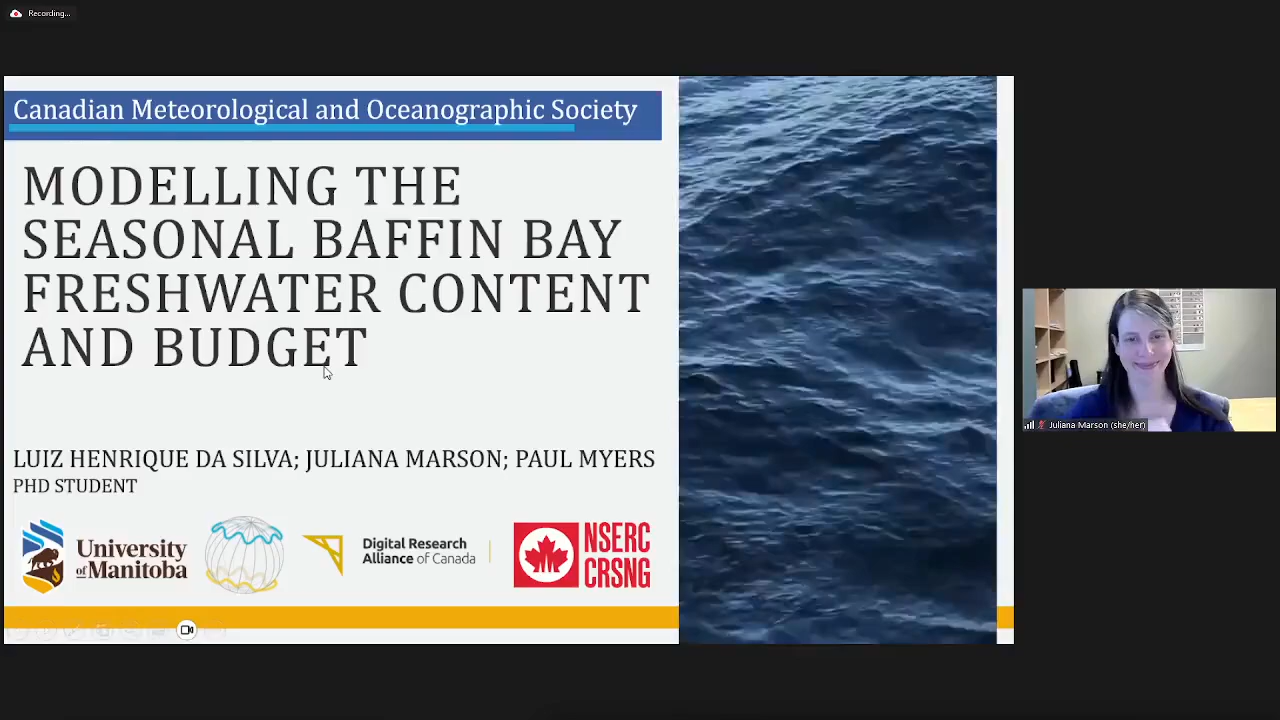 Recording...
Canadian Meteorological and Oceanographic Society
MODELLING THE
SEASONAL BAFFIN BAY
FRESHWATER CONTENT
AND BUDGET
LUIZ HENRIQUE DA SILVA; JULIANA MARSON; PAUL MYERS
PHD STUDENT
University
of Manitoba
Digital Research
Alliance of Canada
NSERC
CRSNG
Juliana Marson (she/her)